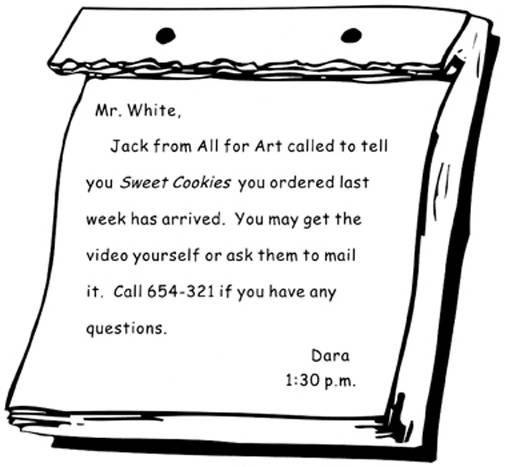 Mr. White,
Jack from All for Art called to tell
you Sweet Cookies you ordered last
week has arrived. You may get the
video yourself or ask them to mail
it. Call 654-321 if you have any
questions.
Dara
1:30 p.m.